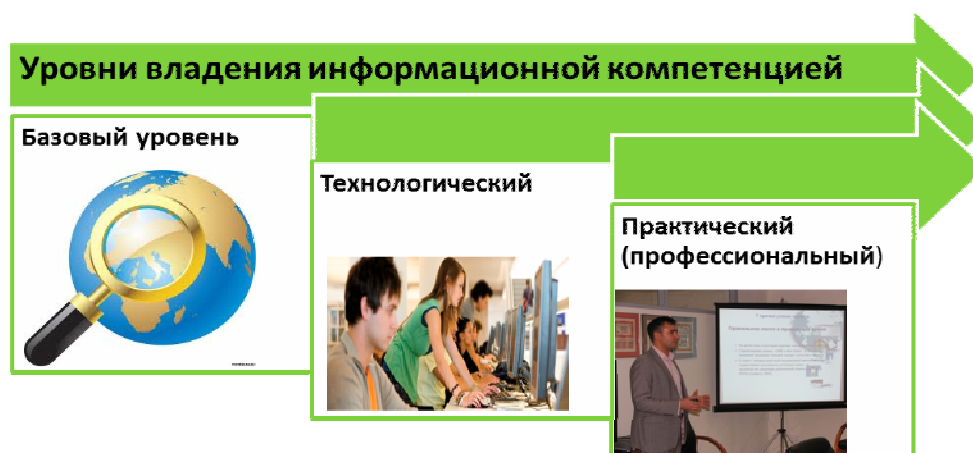 Уровни владения информационной компетенцией
Базовый уровень
Технологический
Практический
(профессиональный)